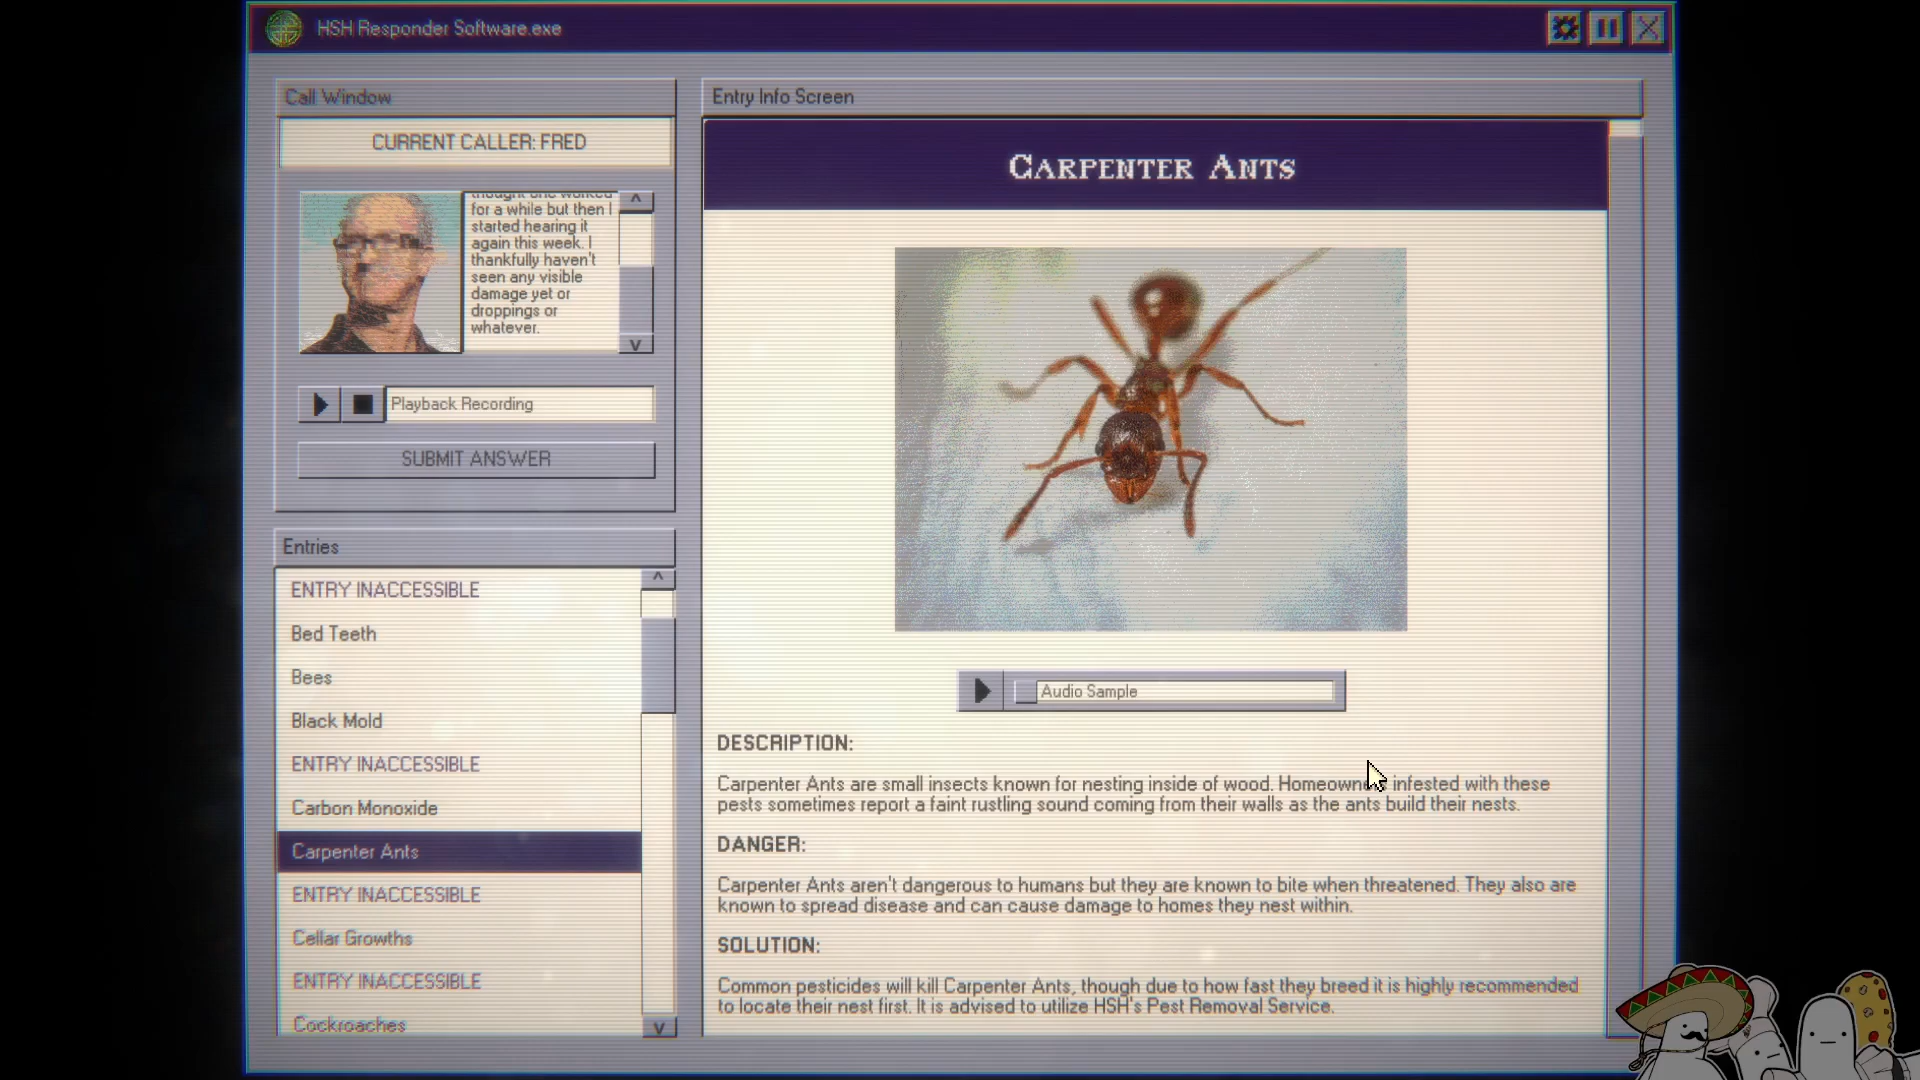 HSH Responder Software.exe
Call Window
CURRENT CALLER: FRED
thought one worked
for a while but then I
started hearing it
again this week. I
thankfully haven't
seen any visible
damage yet or
droppings or
whatever.
Playback Recording
SUBMIT ANSWER
Entries
ENTRY INACCESSIBLE
Bed Teeth
Bees
Black Mold
ENTRY INACCESSIBLE
Carbon Monoxide
Carpenter Ants
ENTRY INACCESSIBLE
Cellar Growths
ENTRY INACCESSIBLE
Cockroaches
Entry Info Screen
CARPENTER ANTS
Audio Sample
DESCRIPTION:
Carpenter Ants are small insects known for nesting inside of wood. Homeowners infested with these
pests sometimes report a faint rustling sound coming from their walls as the ants build their nests.
DANGER:
Carpenter Ants aren't dangerous to humans but they are known to bite when threatened. They also are
known to spread disease and can cause damage to homes they nest within.
SOLUTION:
Common pesticides will kill Carpenter Ants, though due to how fast they breed it is highly recommended
to locate their nest first. It is advised to utilize HSH's Pest Removal Service.